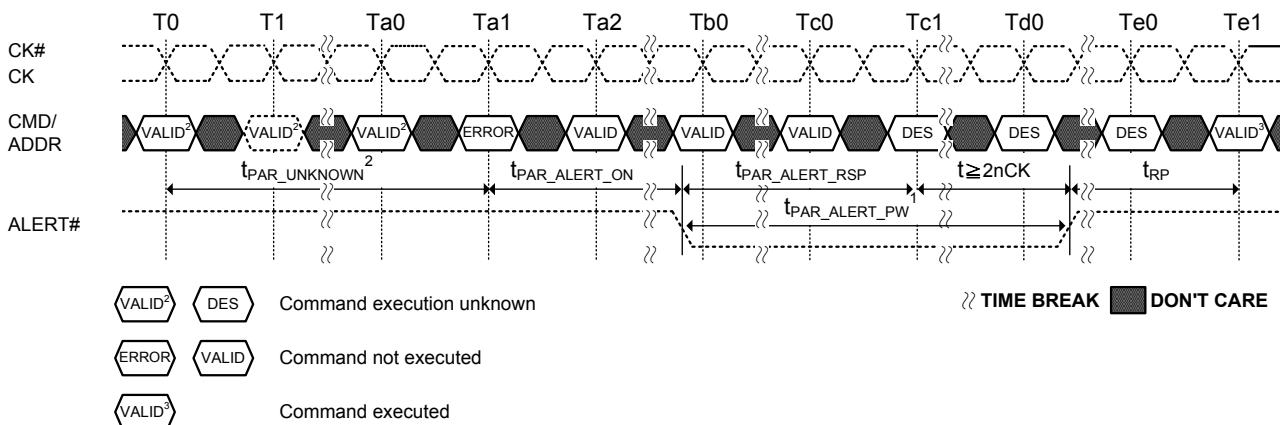 T0 T1 Ta0 Ta1 Ta2 Tb0 Tc0 Tc1 Td0 Te0 Te1
CK#
CK
CMD/
ADDR
VALID² VALID² VALID² ERROR VALID VALID VALID DES DES DES VALID³
tPAR_UNKNOWN² tPAR_ALERT_ON tPAR_ALERT_RSP t≧2nCK tRP
tPAR_ALERT_PW¹
ALERT#
VALID² DES Command execution unknown
TIME BREAK DON'T CARE
ERROR VALID Command not executed
VALID³ Command executed